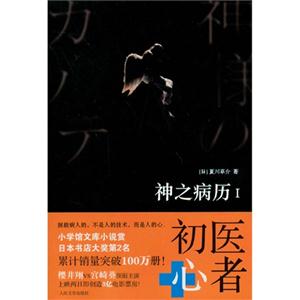 神様のカルテ
[日]夏川草介 著
神之病历 I
拯救病人的，不是人的技术，而是人的心
小学馆文库小说赏
日本书店大奖第2名
累计销量突破100万册！
樱井翔VS宫崎葵深情主演
上映两日即创造3亿电影票房！
人民文学出版社
医者
初心